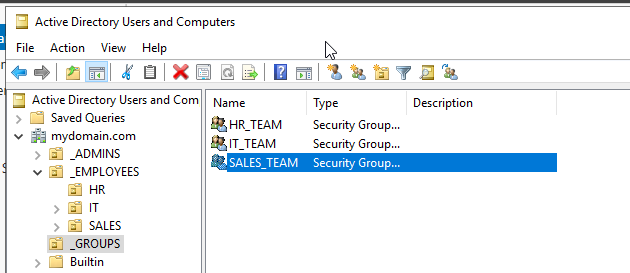 Active Directory Users and Computers
File Action View Help
Active Directory Users and Com
Saved Queries
mydomain.com
_ADMINS
_EMPLOYEES
HR
IT
SALES
_GROUPS
Builtin
Name Type Description
HR_TEAM Security Group...
IT_TEAM Security Group...
SALES_TEAM Security Group...